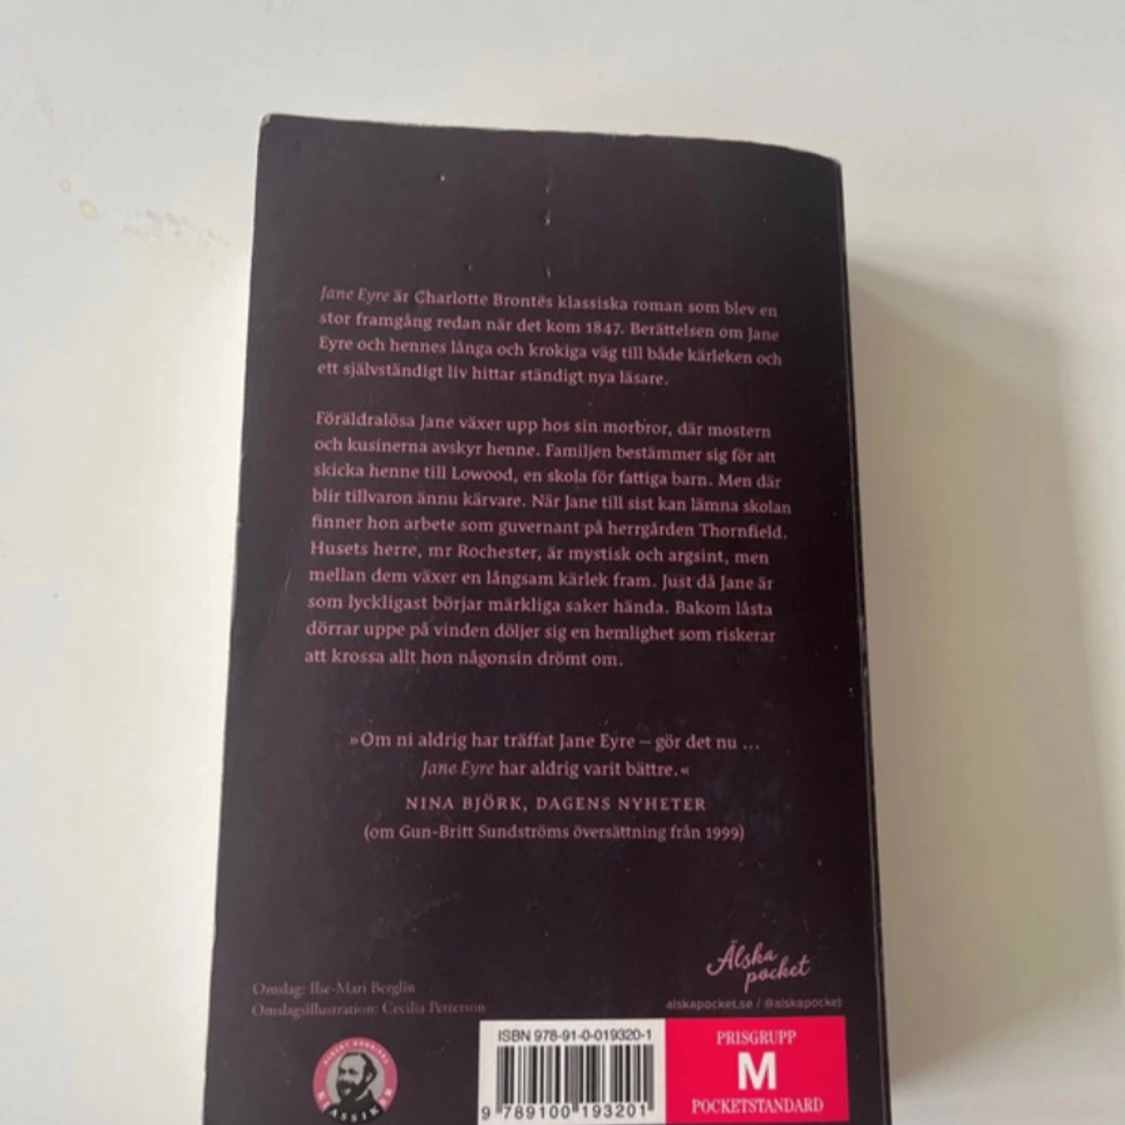 Jane Eyre är Charlotte Brontës klassiska roman som blev en
stor framgång redan när det kom 1847. Berättelsen om Jane
Eyre och hennes långa och krokiga väg till både kärleken och
ett självständigt liv hittar ständigt nya läsare.
Föräldralösa Jane växer upp hos sin morbror, där mostern
och kusinerna avskyr henne. Familjen bestämmer sig för att
skicka henne till Lowood, en skola för fattiga barn. Men där
blir tillvaron ännu kärvare. När Jane till sist kan lämna skolan
finner hon arbete som guvernant på herrgården Thornfield.
Husets herre, mr Rochester, är mystisk och argsint, men
mellan dem växer en långsam kärlek fram. Just då Jane är
som lyckligast börjar märkliga saker hända. Bakom låsta
dörrar uppe på vinden döljer sig en hemlighet som riskerar
att krossa allt hon någonsin drömt om.
»Om ni aldrig har träffat Jane Eyre – gör det nu …
Jane Eyre har aldrig varit bättre.«
NINA BJÖRK, DAGENS NYHETER
(om Gun-Britt Sundströms översättning från 1999)
Älska
pocket
alskapocket.se / @alskapocket
Omslag: Ilse-Mari Berglin
Omslagsillustration: Cecilia Petterson
ALBERT BONNIERS
KLASSIKER
ISBN 978-91-0-019320-1
9 789100 193201
PRISGRUPP
M
POCKETSTANDARD